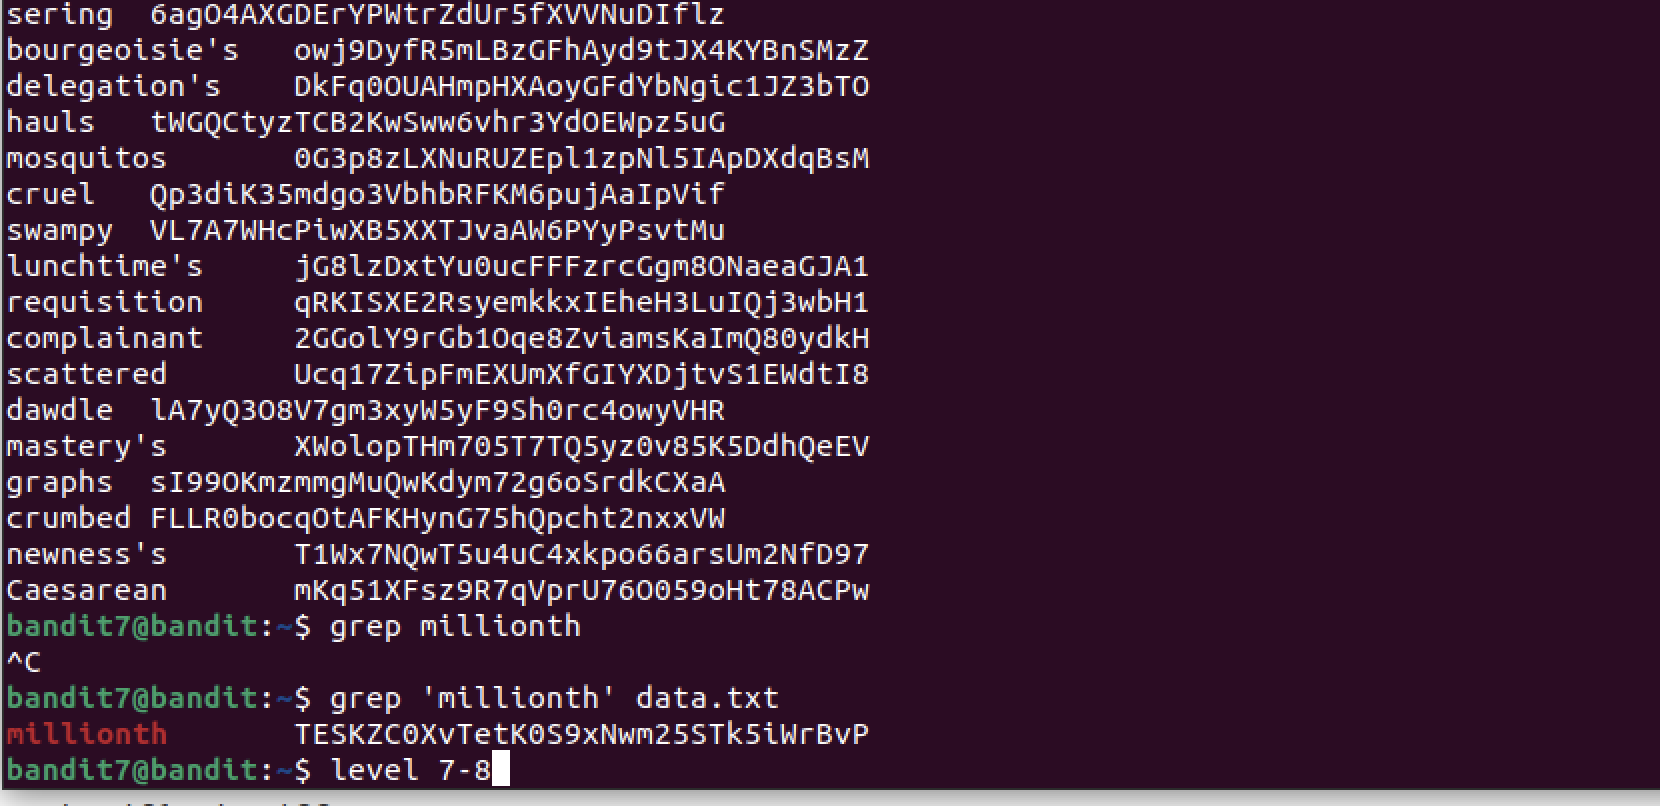 sering  6agO4AXGDErYPWtrZdUr5fXVVNuDIflz
bourgeoisie's   owj9DyfR5mLBzGFhAyd9tJX4KYBnSMzZ
delegation's    DkFq0OUAHmpHXAoyGFdYbNgic1JZ3bTO
hauls   tWGQCtyzTCB2KwSww6vhr3YdOEWpz5uG
mosquitos       0G3p8zLXNuRUZEpl1zpNl5IApDXdqBsM
cruel   Qp3diK35mdgo3VbhbRFKM6pujAaIpVif
swampy  VL7A7WHcPiwXB5XXTJvaAW6PYyPsvtMu
lunchtime's     jG8lzDxtYu0ucFFFzrcGgm8ONaeaGJA1
requisition     qRKISXE2RsyemkkxIEheH3LuIQj3wbH1
complainant     2GGolY9rGb1Oqe8ZviamsKaImQ80ydkH
scattered       Ucq17ZipFmEXUmXfGIYXDjtvS1EWdtI8
dawdle  lA7yQ3O8V7gm3xyW5yF9Sh0rc4owyVHR
mastery's       XWolopTHm705T7TQ5yz0v85K5DdhQeEV
graphs  sI99OKmzmmgMuQwKdym72g6oSrdkCXaA
crumbed FLLR0bocqOtAFKHynG75hQpcht2nxxVW
newness's       T1Wx7NQwT5u4uC4xkpo66arsUm2NfD97
Caesarean       mKq51XFsz9R7qVprU76O059oHt78ACPw
bandit7@bandit:~$ grep millionth
^C
bandit7@bandit:~$ grep 'millionth' data.txt
millionth       TESKZC0XvTetK0S9xNwm25STk5iWrBvP
bandit7@bandit:~$ level 7-8